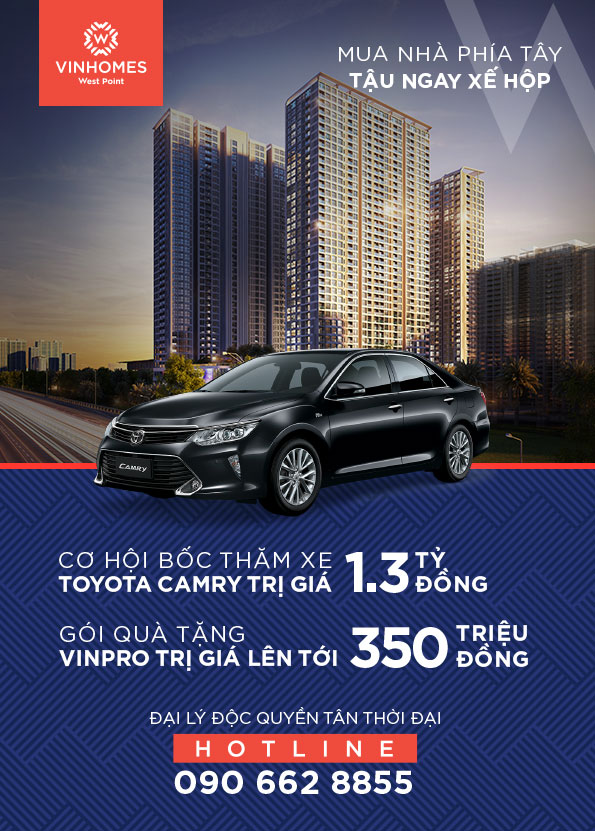 VINHOMES
West Point
MUA NHÀ PHÍA TÂY
TẬU NGAY XẾ HỘP
CAMRY
CƠ HỘI BỐC THĂM XE
TOYOTA CAMRY TRỊ GIÁ 1.3 TỶ ĐỒNG
GÓI QUÀ TẶNG
VINPRO TRỊ GIÁ LÊN TỚI 350 TRIỆU ĐỒNG
ĐẠI LÝ ĐỘC QUYỀN TÂN THỜI ĐẠI
HOTLINE
090 662 8855